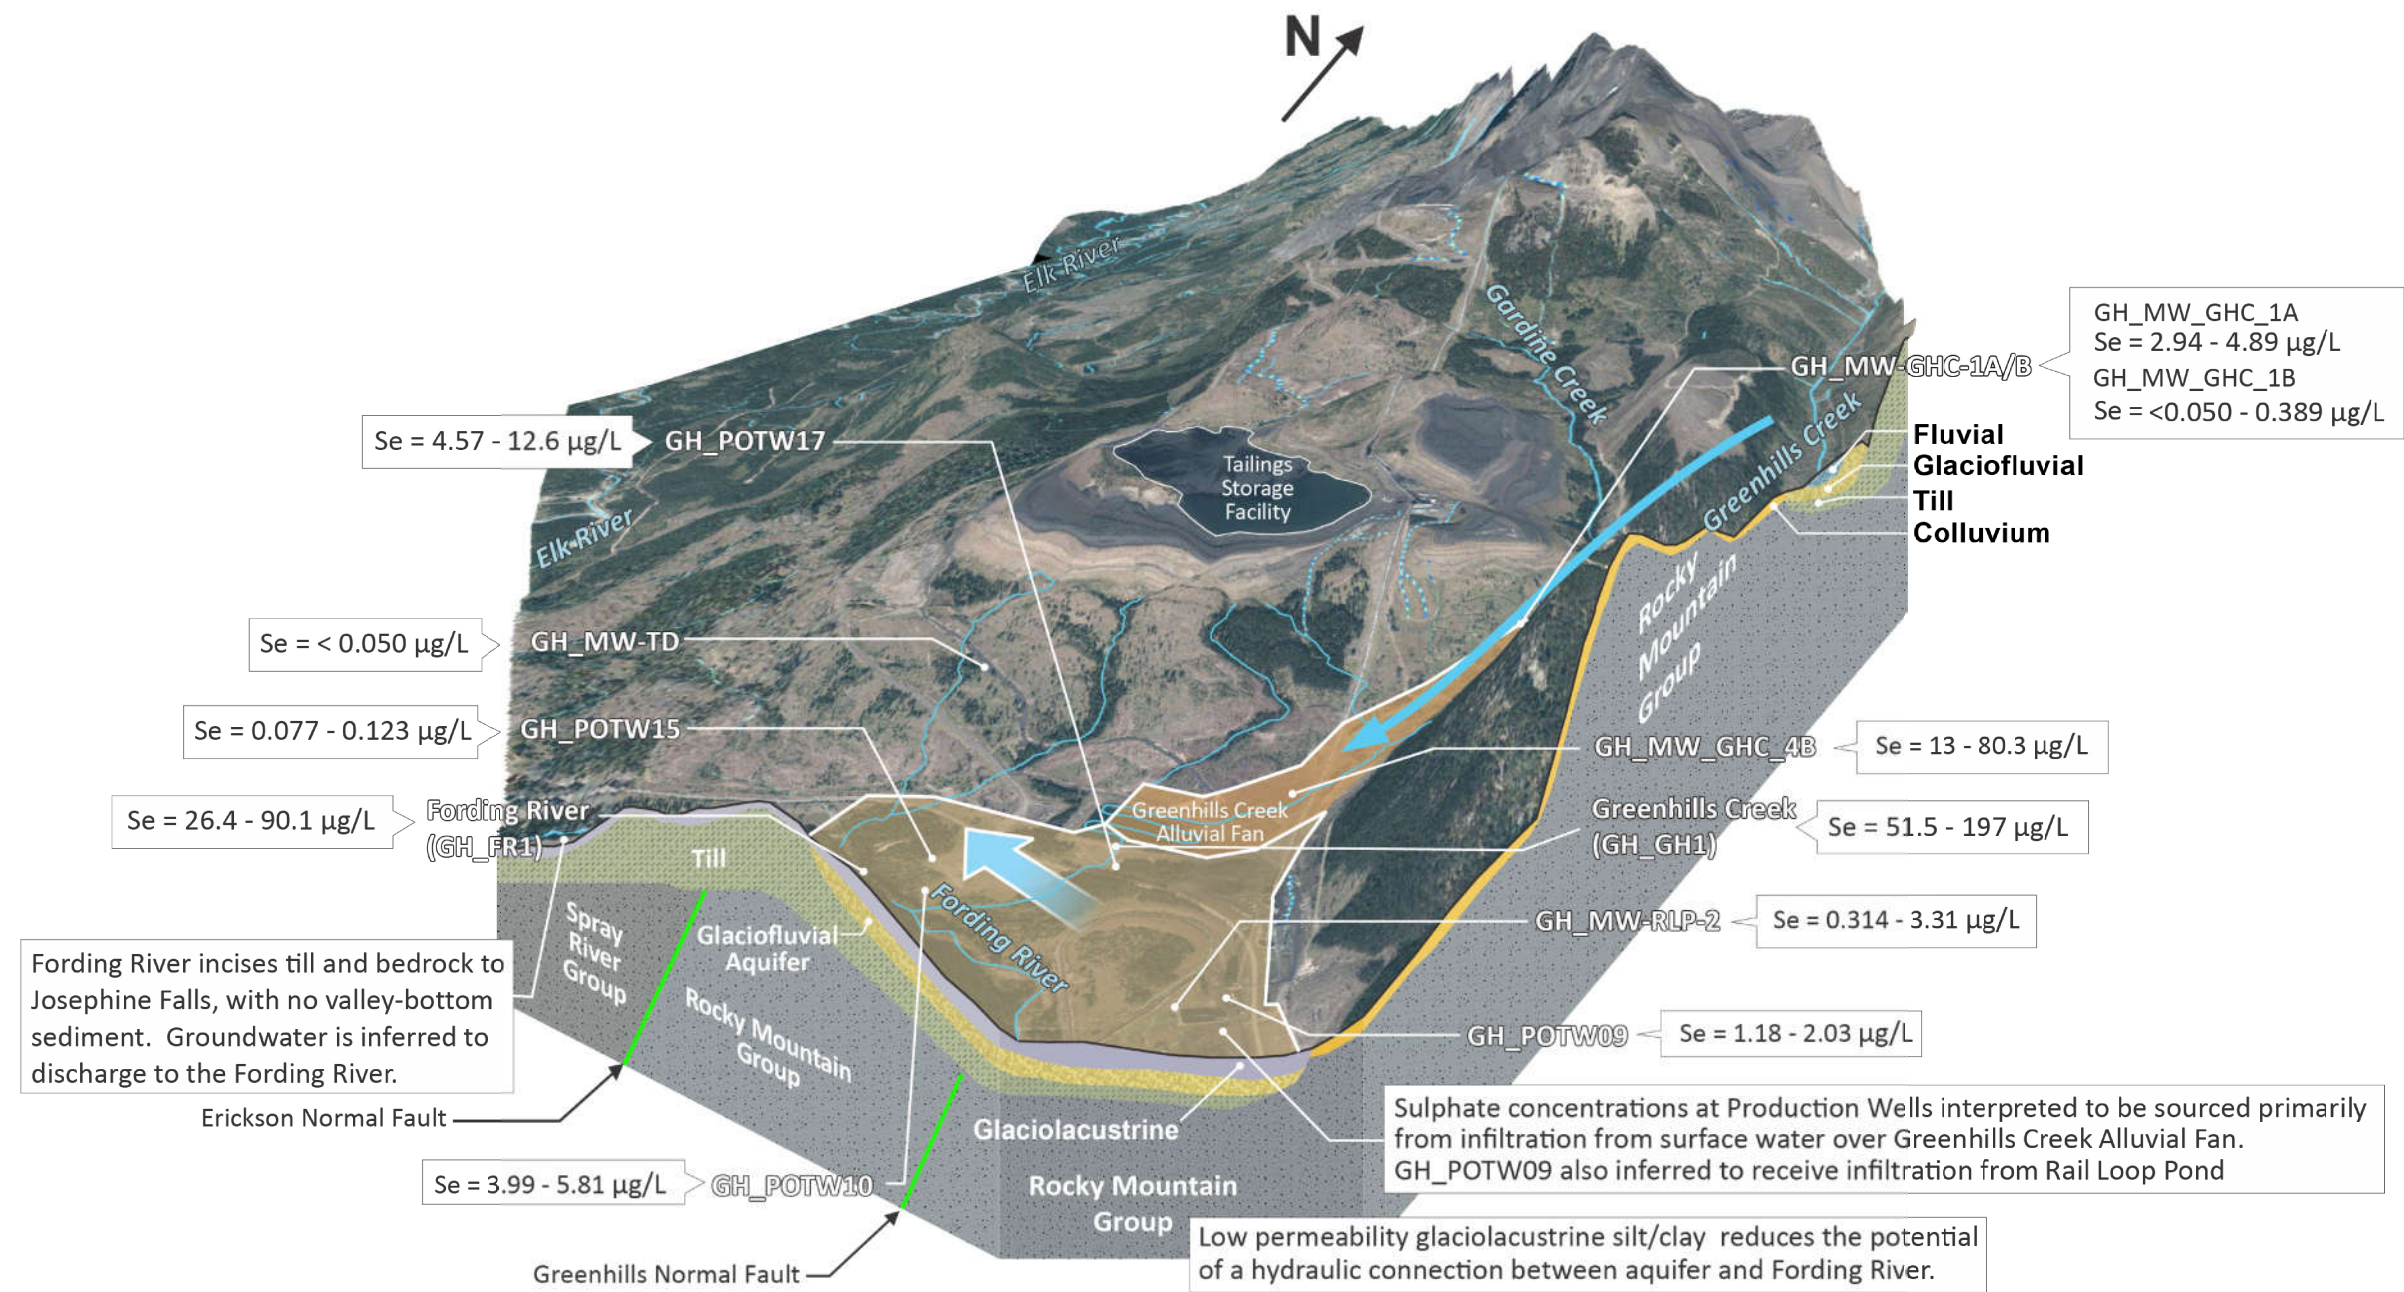 N
Elk River
Gardine Creek
GH_MW_GHC_1A
Se = 2.94 - 4.89 µg/L
GH_MW_GHC_1B
Se = <0.050 - 0.389 µg/L
GH_MW-GHC-1A/B
Greenhills Creek
Fluvial
Glaciofluvial
Till
Colluvium
Se = 4.57 - 12.6 µg/L
GH_POTW17
Tailings
Storage
Facility
Elk River
Rocky
Mountain
Group
Se = < 0.050 µg/L
GH_MW-TD
Se = 0.077 - 0.123 µg/L
GH_POTW15
GH_MW_GHC_4B
Se = 13 - 80.3 µg/L
Se = 26.4 - 90.1 µg/L
Fording River
(GH_FR1)
Greenhills Creek
Alluvial Fan
Greenhills Creek
(GH_GH1)
Se = 51.5 - 197 µg/L
Till
Spray
River
Group
Glaciofluvial
Aquifer
Fording River
GH_MW-RLP-2
Se = 0.314 - 3.31 µg/L
Fording River incises till and bedrock to
Josephine Falls, with no valley-bottom
sediment.  Groundwater is inferred to
discharge to the Fording River.
Rocky Mountain
Group
GH_POTW09
Se = 1.18 - 2.03 µg/L
Erickson Normal Fault
Glaciolacustrine
Sulphate concentrations at Production Wells interpreted to be sourced primarily
from infiltration from surface water over Greenhills Creek Alluvial Fan.
GH_POTW09 also inferred to receive infiltration from Rail Loop Pond
Se = 3.99 - 5.81 µg/L
GH_POTW10
Rocky Mountain
Group
Low permeability glaciolacustrine silt/clay  reduces the potential
of a hydraulic connection between aquifer and Fording River.
Greenhills Normal Fault